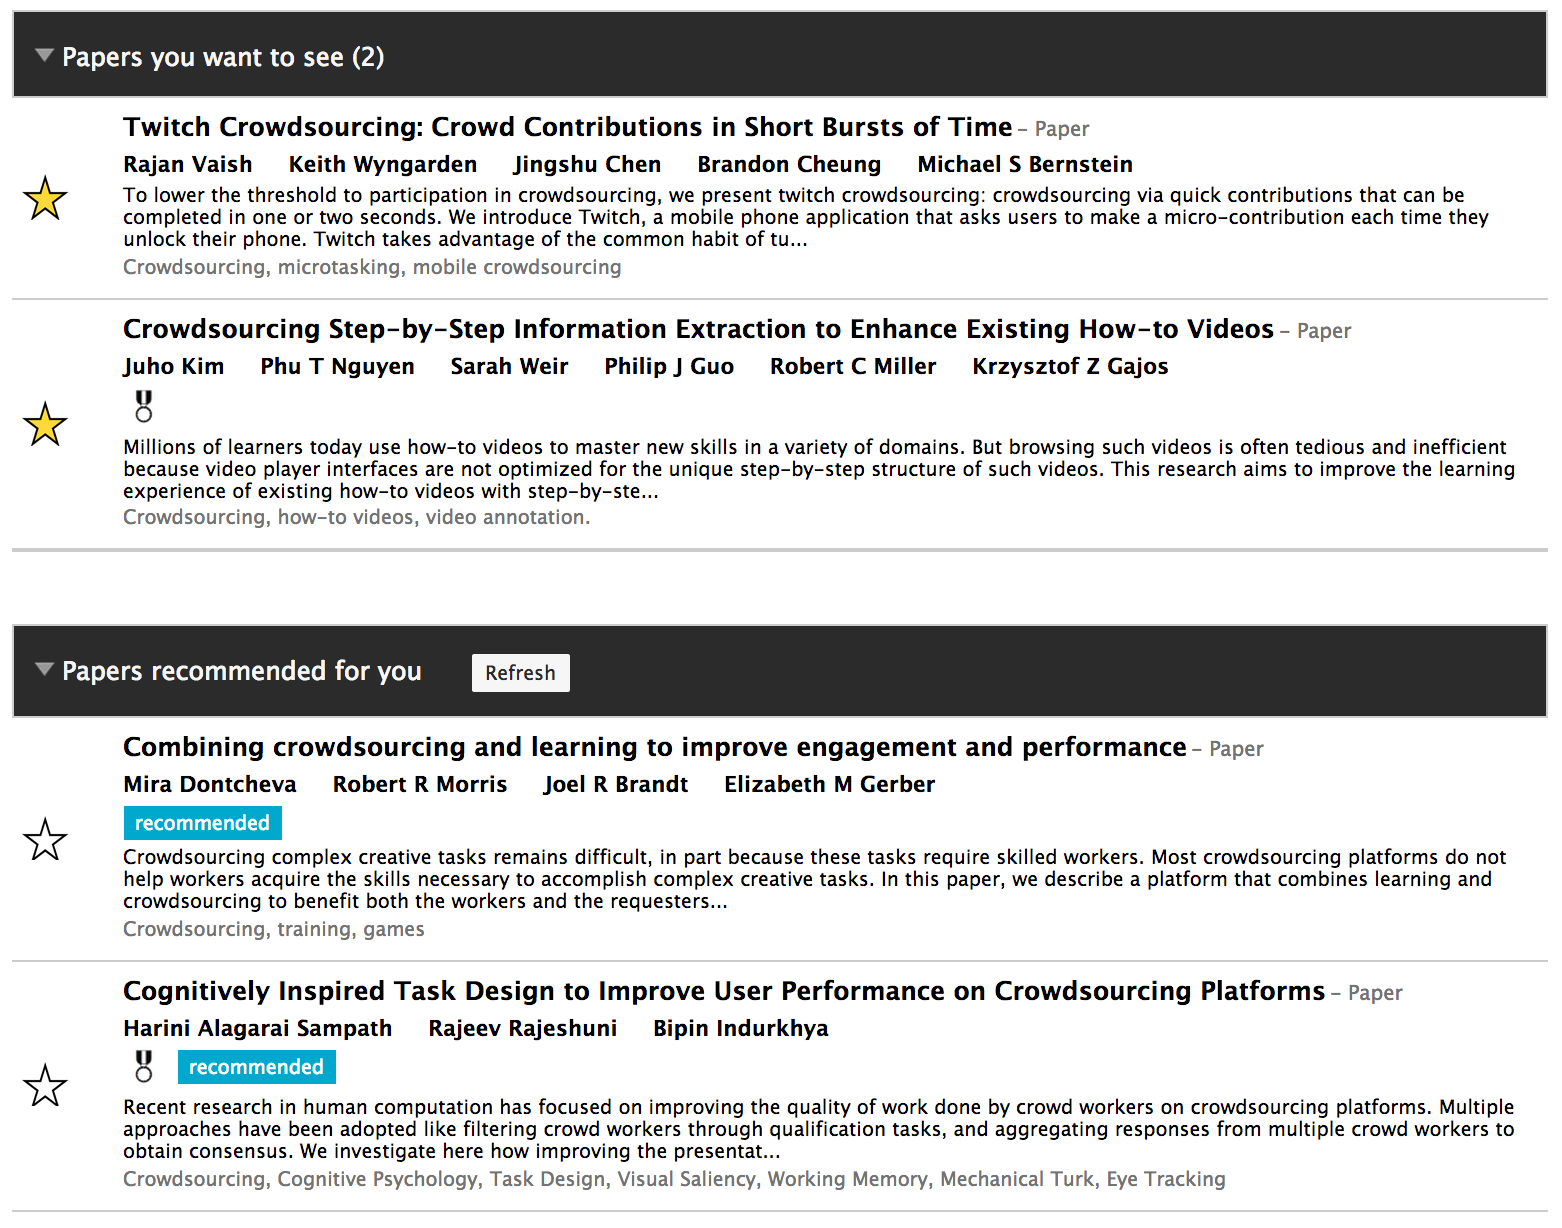 Papers you want to see (2)
Twitch Crowdsourcing: Crowd Contributions in Short Bursts of Time – Paper
Rajan Vaish Keith Wyngarden Jingshu Chen Brandon Cheung Michael S Bernstein
To lower the threshold to participation in crowdsourcing, we present twitch crowdsourcing: crowdsourcing via quick contributions that can be
completed in one or two seconds. We introduce Twitch, a mobile phone application that asks users to make a micro-contribution each time they
unlock their phone. Twitch takes advantage of the common habit of tu...
Crowdsourcing, microtasking, mobile crowdsourcing
Crowdsourcing Step-by-Step Information Extraction to Enhance Existing How-to Videos – Paper
Juho Kim Phu T Nguyen Sarah Weir Philip J Guo Robert C Miller Krzysztof Z Gajos
Millions of learners today use how-to videos to master new skills in a variety of domains. But browsing such videos is often tedious and inefficient
because video player interfaces are not optimized for the unique step-by-step structure of such videos. This research aims to improve the learning
experience of existing how-to videos with step-by-ste...
Crowdsourcing, how-to videos, video annotation.
Papers recommended for you Refresh
Combining crowdsourcing and learning to improve engagement and performance – Paper
Mira Dontcheva Robert R Morris Joel R Brandt Elizabeth M Gerber
recommended
Crowdsourcing complex creative tasks remains difficult, in part because these tasks require skilled workers. Most crowdsourcing platforms do not
help workers acquire the skills necessary to accomplish complex creative tasks. In this paper, we describe a platform that combines learning and
crowdsourcing to benefit both the workers and the requesters...
Crowdsourcing, training, games
Cognitively Inspired Task Design to Improve User Performance on Crowdsourcing Platforms – Paper
Harini Alagarai Sampath Rajeev Rajeshuni Bipin Indurkhya
recommended
Recent research in human computation has focused on improving the quality of work done by crowd workers on crowdsourcing platforms. Multiple
approaches have been adopted like filtering crowd workers through qualification tasks, and aggregating responses from multiple crowd workers to
obtain consensus. We investigate here how improving the presentat...
Crowdsourcing, Cognitive Psychology, Task Design, Visual Saliency, Working Memory, Mechanical Turk, Eye Tracking